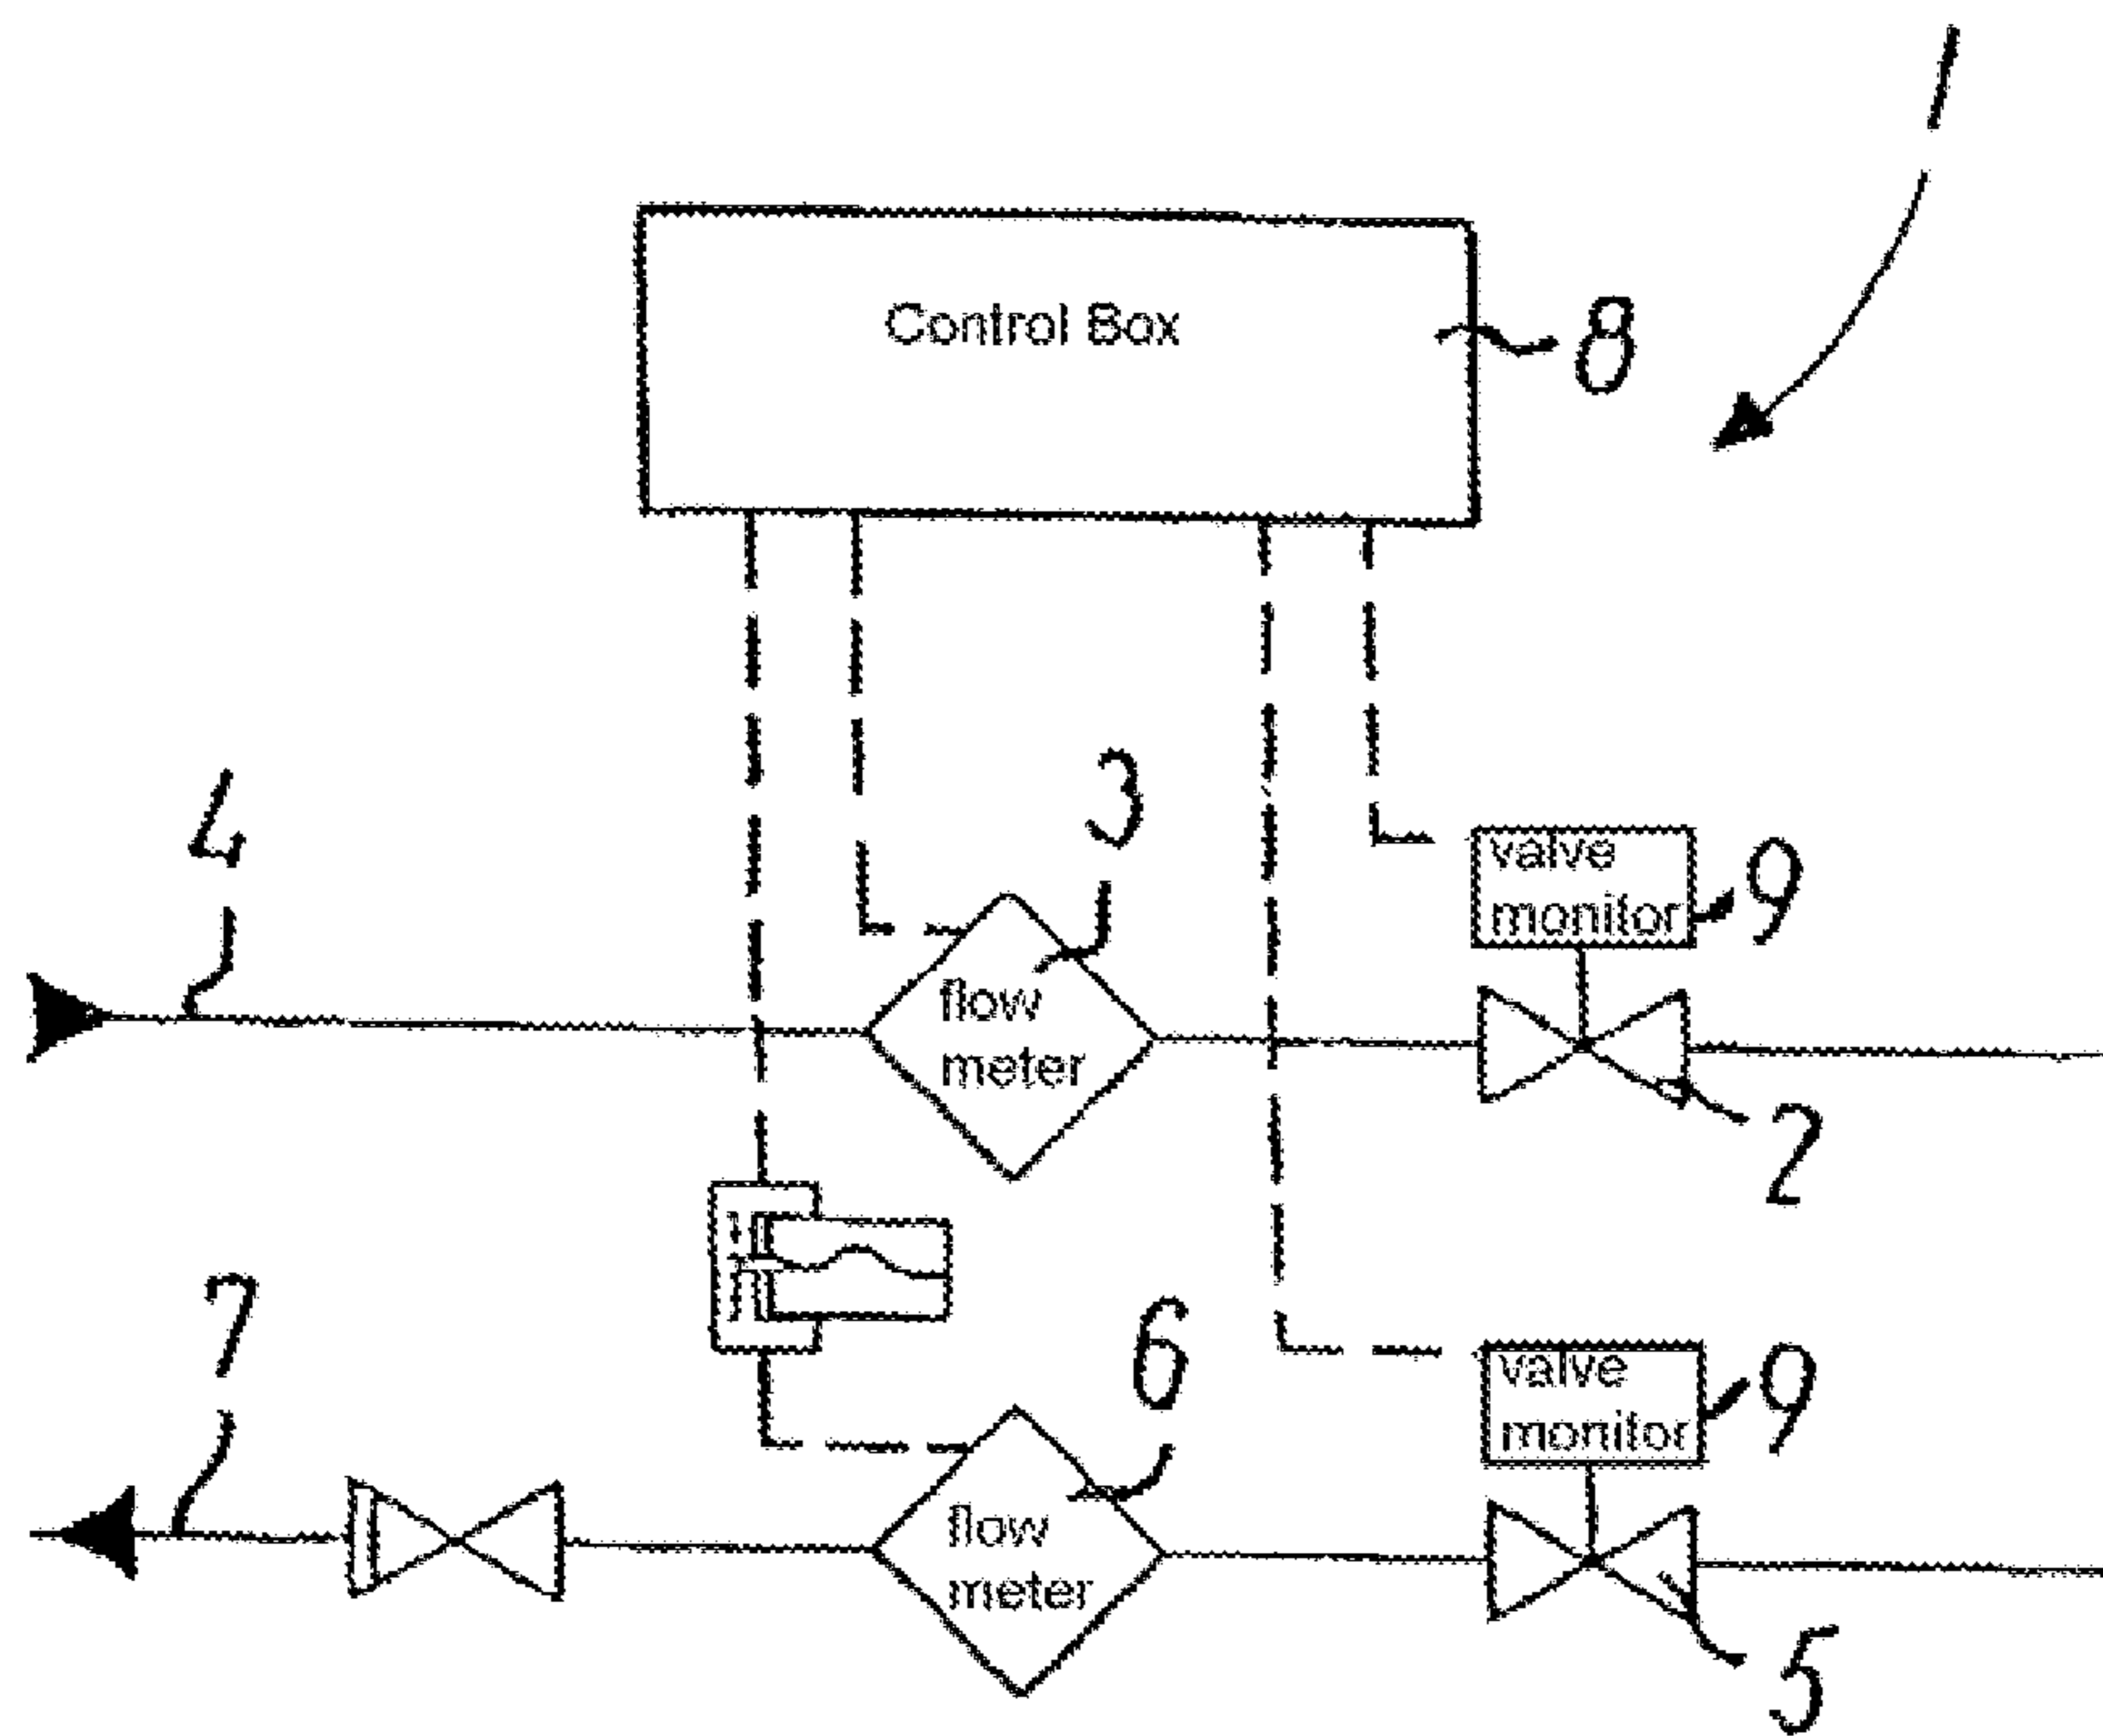 1
Control Box
8
3
4
valve
monitor
9
flow
meter
2
6
7
valve
monitor
9
flow
meter
5